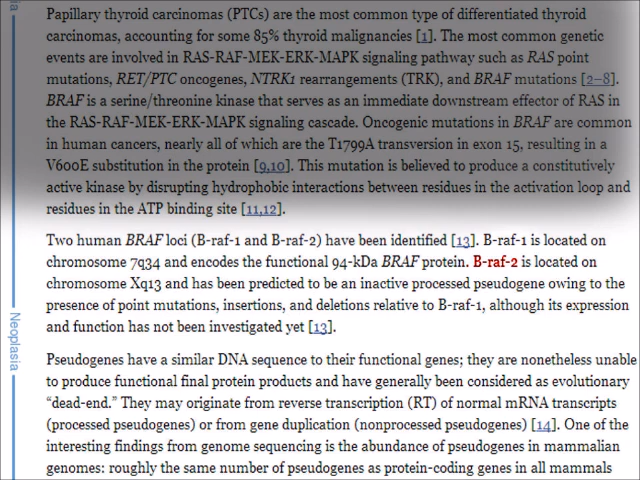 Papillary thyroid carcinomas (PTCs) are the most common type of differentiated thyroid
carcinomas, accounting for some 85% thyroid malignancies [1]. The most common genetic
events are involved in RAS-RAF-MEK-ERK-MAPK signaling pathway such as RAS point
mutations, RET/PTC oncogenes, NTRK1 rearrangements (TRK), and BRAF mutations [2–8].
BRAF is a serine/threonine kinase that serves as an immediate downstream effector of RAS in
the RAS-RAF-MEK-ERK-MAPK signaling cascade. Oncogenic mutations in BRAF are common
in human cancers, nearly all of which are the T1799A transversion in exon 15, resulting in a
V600E substitution in the protein [9,10]. This mutation is believed to produce a constitutively
active kinase by disrupting hydrophobic interactions between residues in the activation loop and
residues in the ATP binding site [11,12].
Two human BRAF loci (B-raf-1 and B-raf-2) have been identified [13]. B-raf-1 is located on
chromosome 7q34 and encodes the functional 94-kDa BRAF protein. B-raf-2 is located on
chromosome Xq13 and has been predicted to be an inactive processed pseudogene owing to the
presence of point mutations, insertions, and deletions relative to B-raf-1, although its expression
and function has not been investigated yet [13].
Neoplasia
Pseudogenes have a similar DNA sequence to their functional genes; they are nonetheless unable
to produce functional final protein products and have generally been considered as evolutionary
“dead-end.” They may originate from reverse transcription (RT) of normal mRNA transcripts
(processed pseudogenes) or from gene duplication (nonprocessed pseudogenes) [14]. One of the
interesting findings from genome sequencing is the abundance of pseudogenes in mammalian
genomes: roughly the same number of pseudogenes as protein-coding genes in all mammals